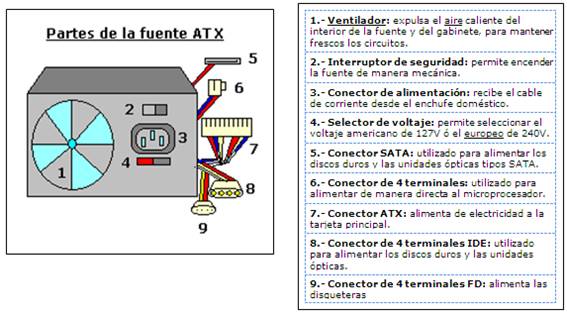 Partes de la fuente ATX
5
6
2
3
4
7
1
8
9
1.- Ventilador: expulsa el aire caliente del
interior de la fuente y del gabinete, para mantener
frescos los circuitos.
2.- Interruptor de seguridad: permite encender
la fuente de manera mecánica.
3.- Conector de alimentación: recibe el cable
de corriente desde el enchufe doméstico.
4.- Selector de voltaje: permite seleccionar el
voltaje americano de 127V ó el europeo de 240V.
5.- Conector SATA: utilizado para alimentar los
discos duros y las unidades ópticas tipos SATA.
6.- Conector de 4 terminales: utilizado para
alimentar de manera directa al microprocesador.
7.- Conector ATX: alimenta de electricidad a la
tarjeta principal.
8.- Conector de 4 terminales IDE: utilizado
para alimentar los discos duros y las unidades
ópticas.
9.- Conector de 4 terminales FD: alimenta las
disqueteras